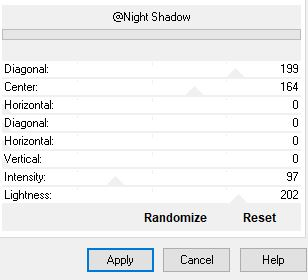 @Night Shadow
Diagonal: 199
Center: 164
Horizontal: 0
Diagonal: 0
Horizontal: 0
Vertical: 0
Intensity: 97
Lightness: 202
Randomize Reset
Apply Cancel Help